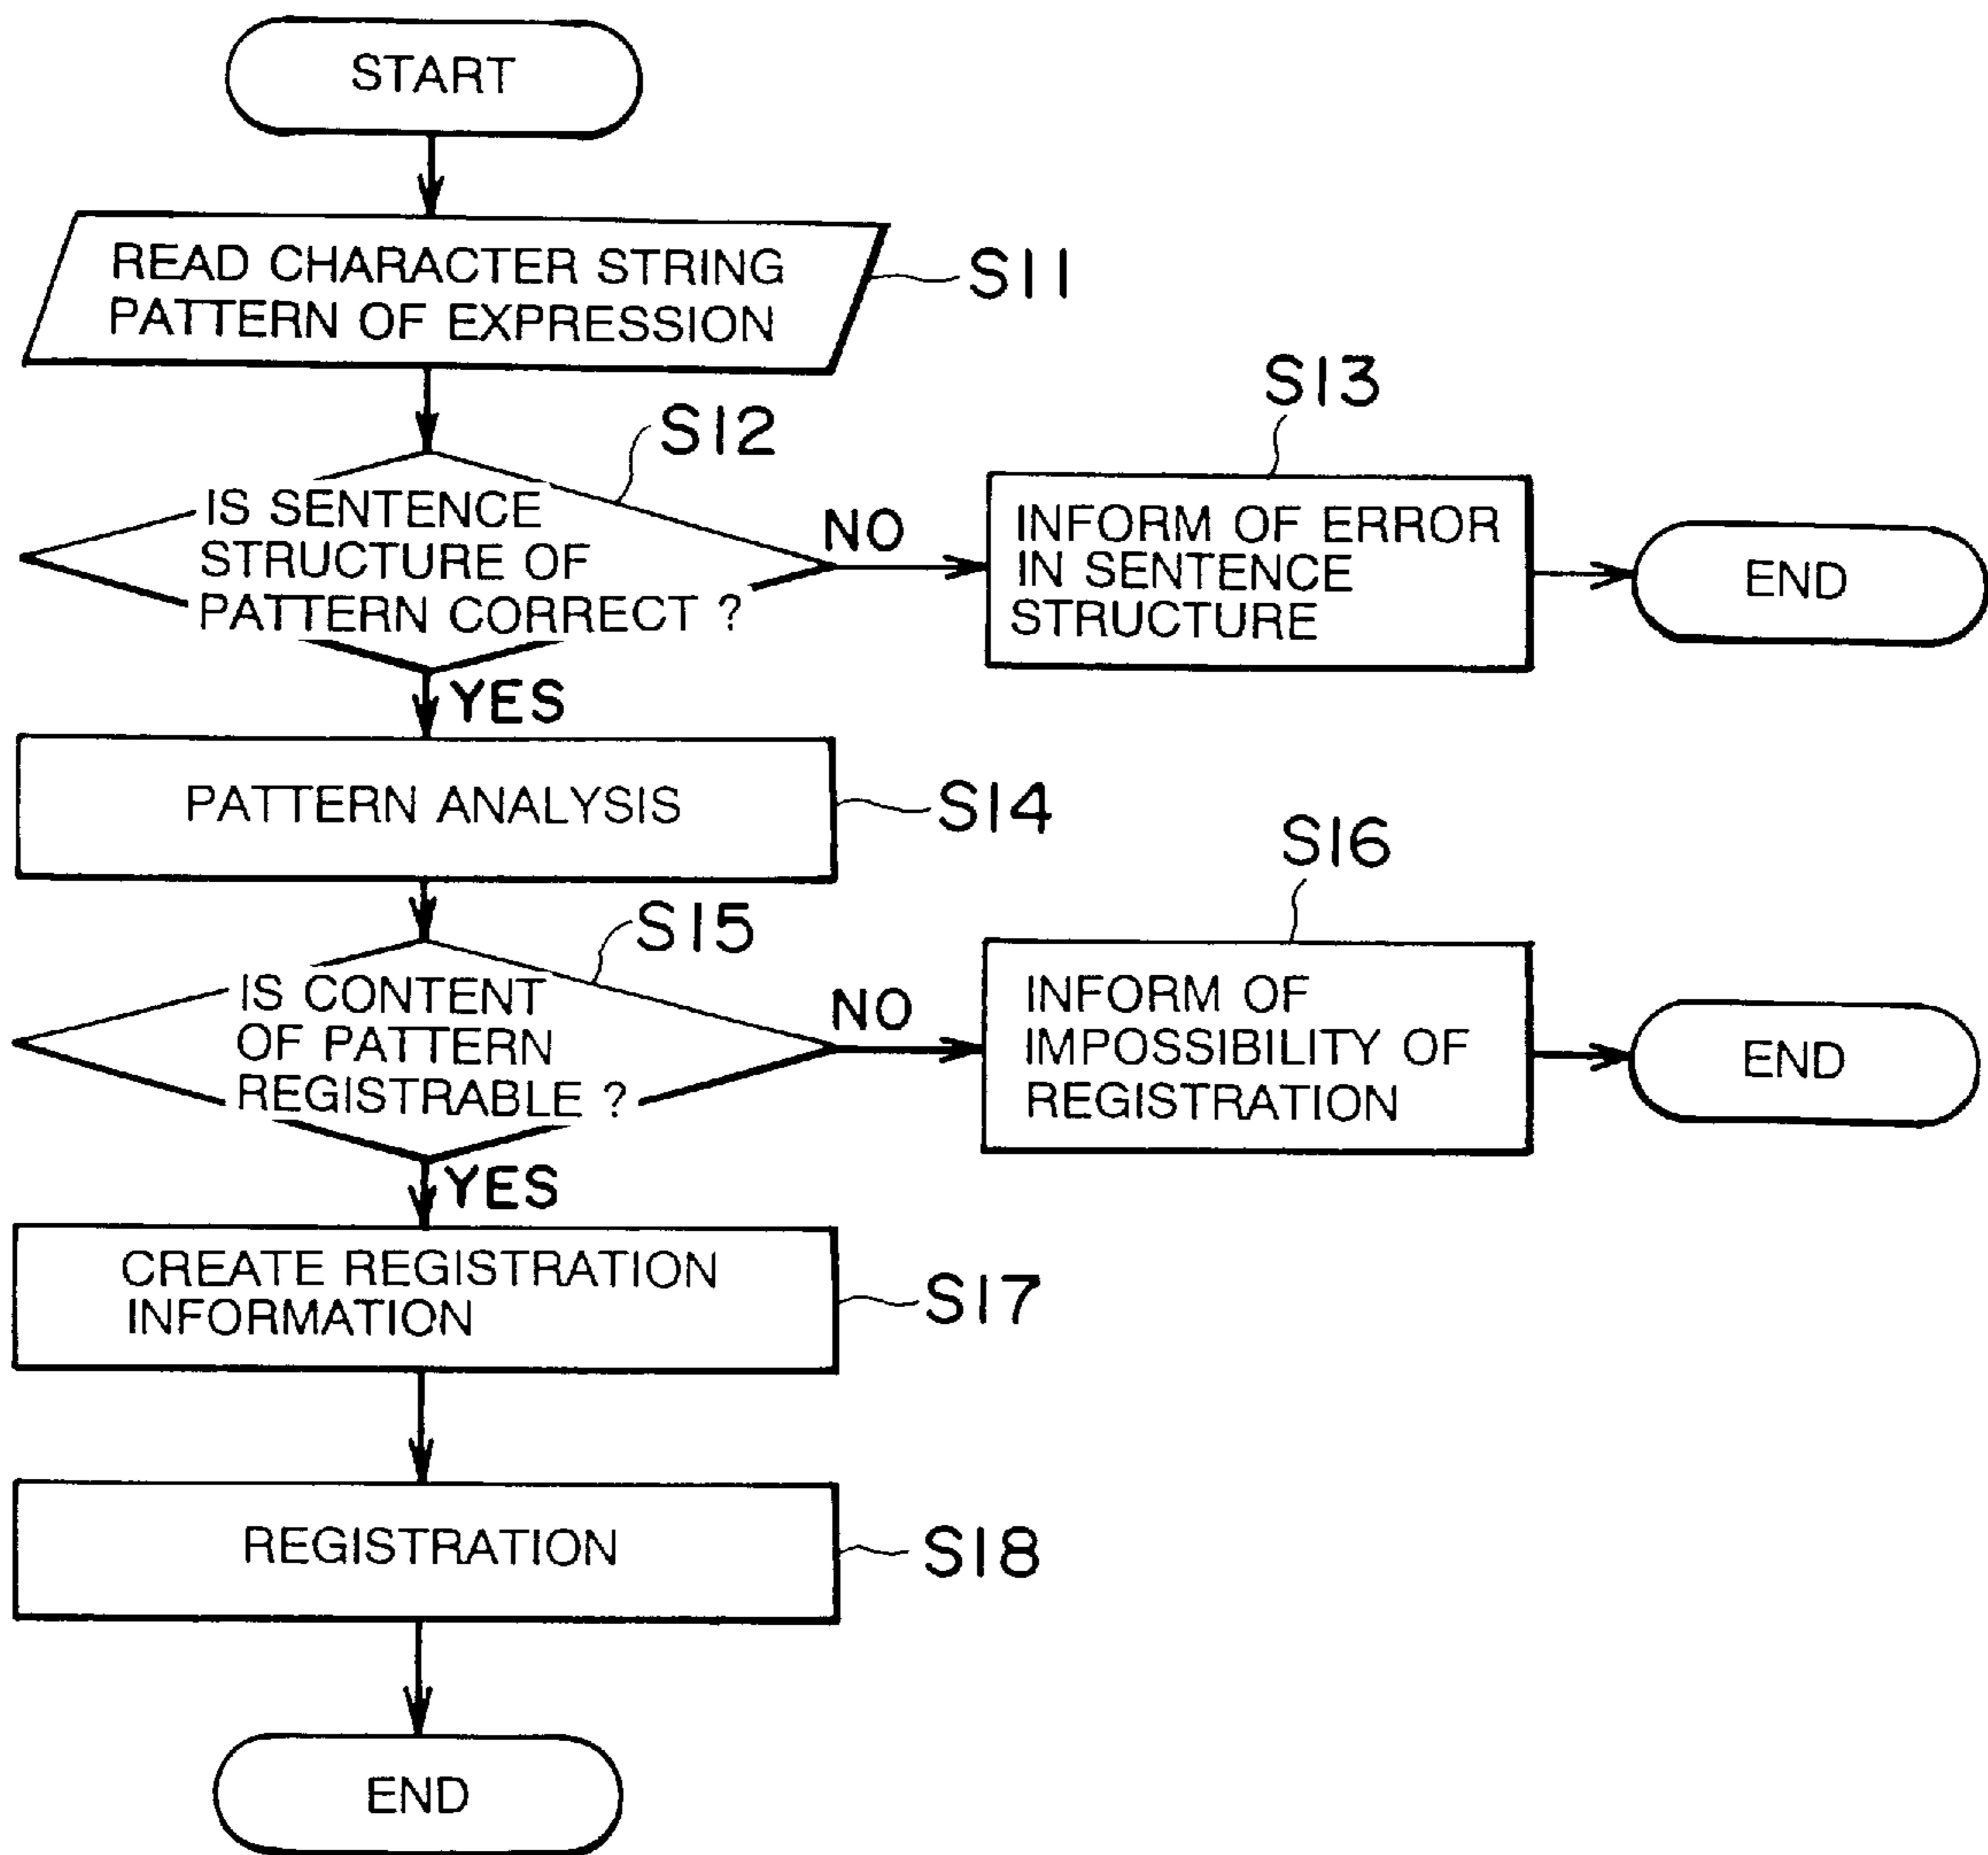 START
READ CHARACTER STRING
PATTERN OF EXPRESSION
S11
S12
IS SENTENCE
STRUCTURE OF
PATTERN CORRECT ?
NO
S13
INFORM OF ERROR
IN SENTENCE
STRUCTURE
END
YES
PATTERN ANALYSIS
S14
S15
IS CONTENT
OF PATTERN
REGISTRABLE ?
NO
S16
INFORM OF
IMPOSSIBILITY OF
REGISTRATION
END
YES
CREATE REGISTRATION
INFORMATION
S17
REGISTRATION
S18
END